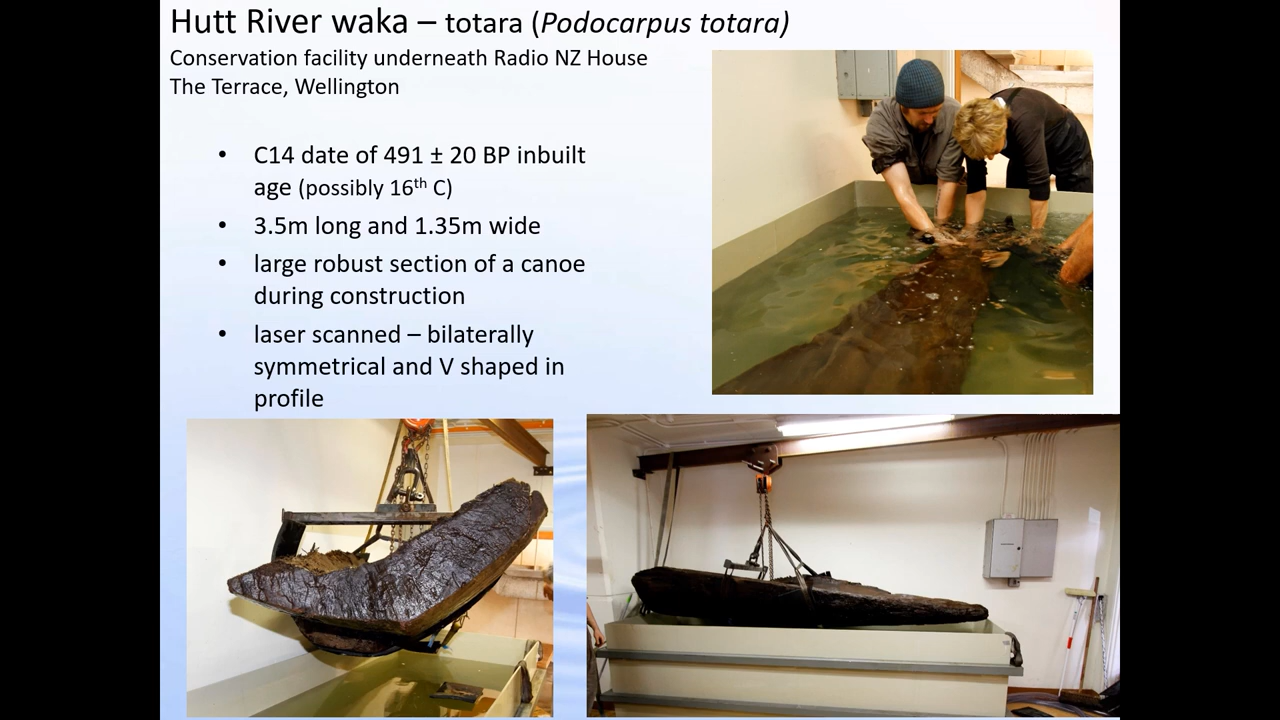 Hutt River waka – totara (Podocarpus totara)
Conservation facility underneath Radio NZ House
The Terrace, Wellington
• C14 date of 491 ± 20 BP inbuilt
age (possibly 16th C)
• 3.5m long and 1.35m wide
• large robust section of a canoe
during construction
• laser scanned – bilaterally
symmetrical and V shaped in
profile